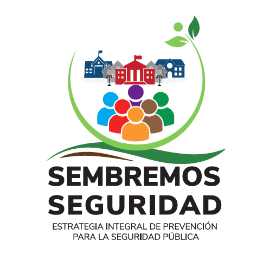 SEMBREMOS
SEGURIDAD
ESTRATEGIA INTEGRAL DE PREVENCIÓN
PARA LA SEGURIDAD PÚBLICA